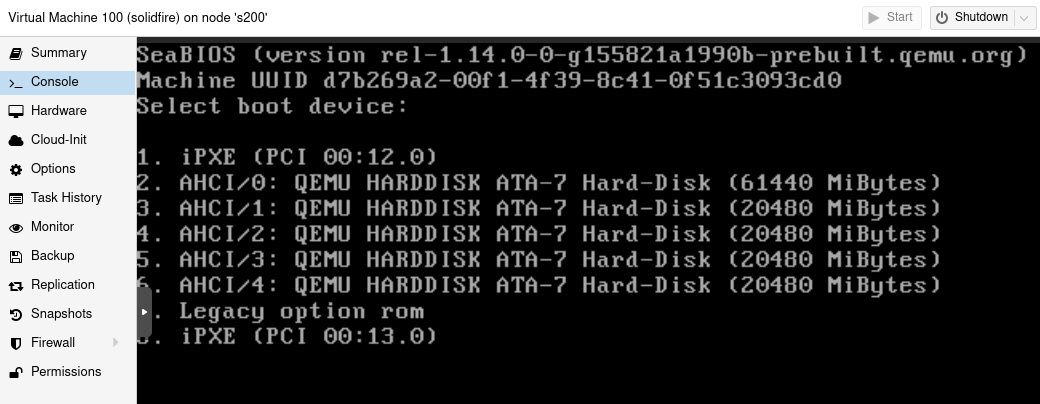 Virtual Machine 100 (solidfire) on node 's200'
Start
Shutdown
Summary
Console
Hardware
Cloud-Init
Options
Task History
Monitor
Backup
Replication
Snapshots
Firewall
Permissions
SeaBIOS (version rel-1.14.0-0-g155821a1990b-prebuilt.qemu.org)
Machine UUID d7b269a2-00f1-4f39-8c41-0f51c3093cd0
Select boot device:
1. iPXE (PCI 00:12.0)
2. AHCI/0: QEMU HARDDISK ATA-7 Hard-Disk (61440 MiBytes)
3. AHCI/1: QEMU HARDDISK ATA-7 Hard-Disk (20480 MiBytes)
4. AHCI/2: QEMU HARDDISK ATA-7 Hard-Disk (20480 MiBytes)
5. AHCI/3: QEMU HARDDISK ATA-7 Hard-Disk (20480 MiBytes)
6. AHCI/4: QEMU HARDDISK ATA-7 Hard-Disk (20480 MiBytes)
. Legacy option rom
. iPXE (PCI 00:13.0)